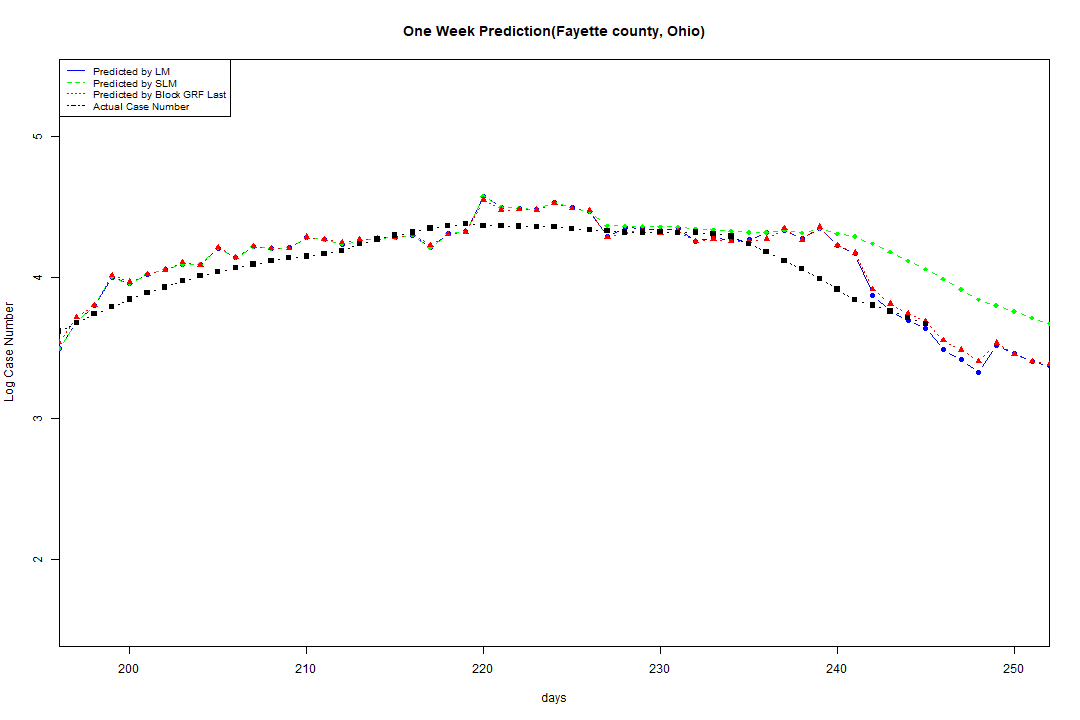 One Week Prediction(Fayette county, Ohio)
Predicted by LM
Predicted by SLM
Predicted by Block GRF Last
Actual Case Number
5
4
3
2
Log Case Number
200 210 220 230 240 250
days